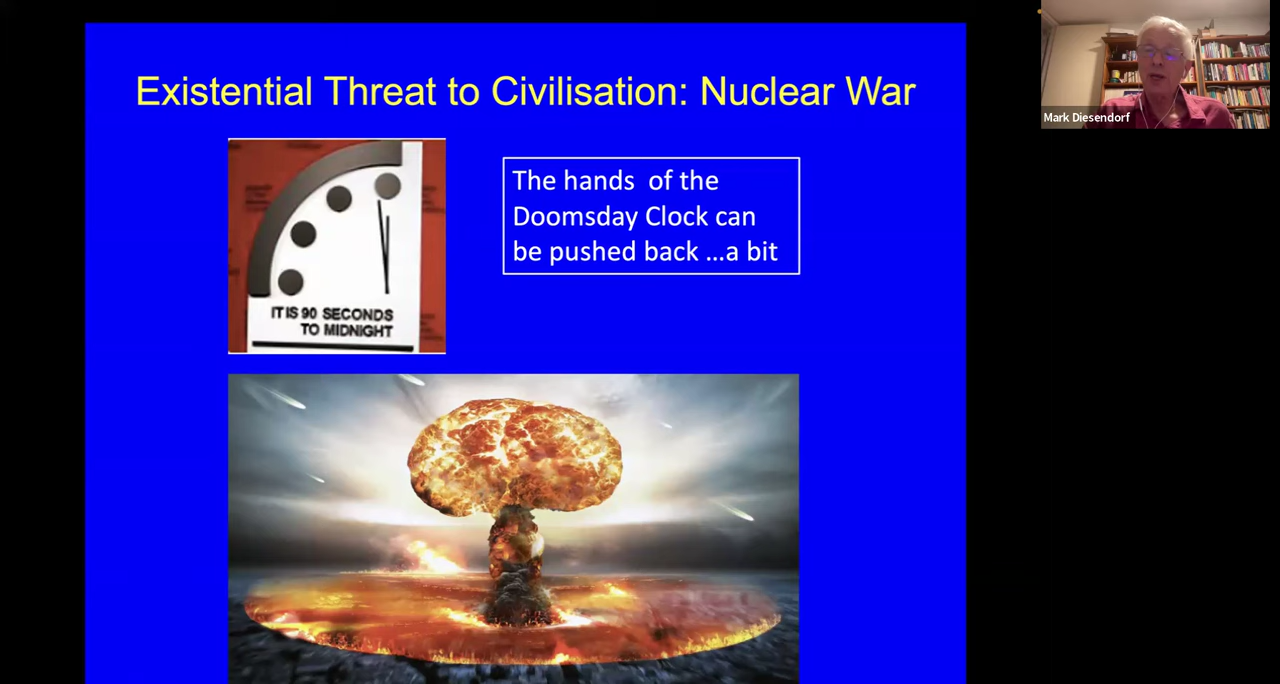 Existential Threat to Civilisation: Nuclear War
IT IS 90 SECONDS
TO MIDNIGHT
The hands of the
Doomsday Clock can
be pushed back ...a bit
Mark Diesendorf